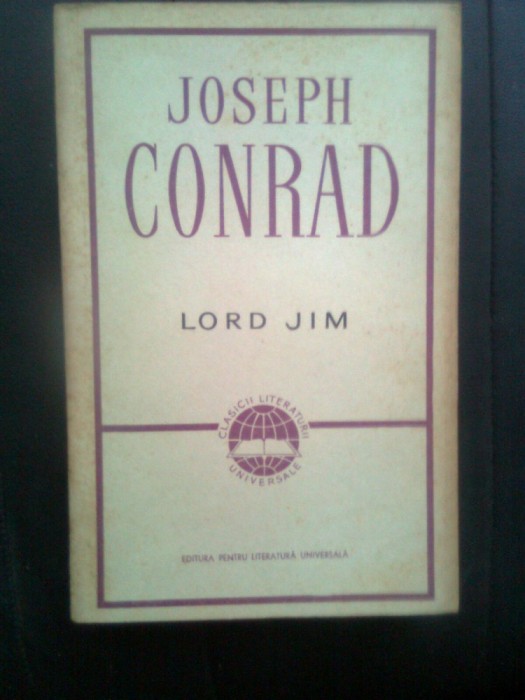 JOSEPH
CONRAD
LORD JIM
CLASICII LITERATURII
UNIVERSALE
EDITURA PENTRU LITERATURĂ UNIVERSALĂ